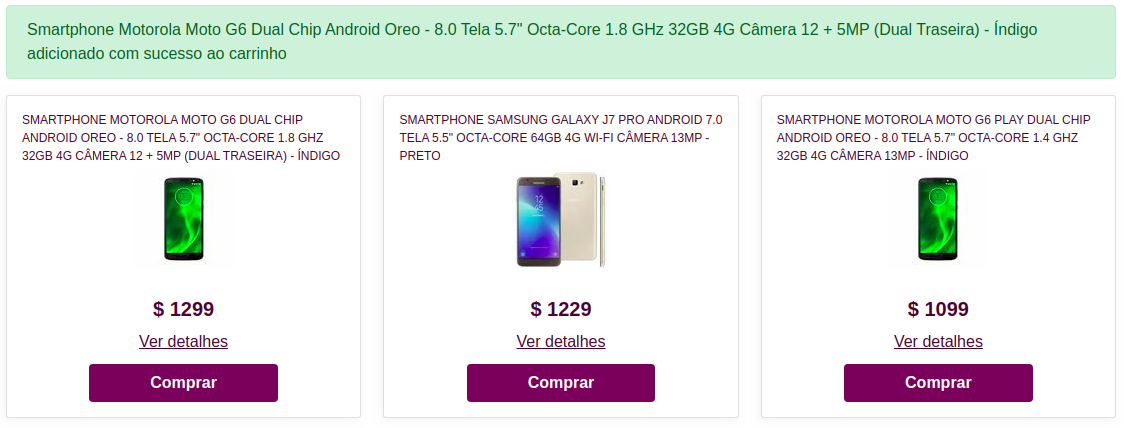 Smartphone Motorola Moto G6 Dual Chip Android Oreo - 8.0 Tela 5.7" Octa-Core 1.8 GHz 32GB 4G Câmera 12 + 5MP (Dual Traseira) - Índigo
adicionado com sucesso ao carrinho
SMARTPHONE MOTOROLA MOTO G6 DUAL CHIP
ANDROID OREO - 8.0 TELA 5.7" OCTA-CORE 1.8 GHZ
32GB 4G CÂMERA 12 + 5MP (DUAL TRASEIRA) - ÍNDIGO
$ 1299
Ver detalhes
Comprar
SMARTPHONE SAMSUNG GALAXY J7 PRO ANDROID 7.0
TELA 5.5" OCTA-CORE 64GB 4G WI-FI CÂMERA 13MP -
PRETO
$ 1229
Ver detalhes
Comprar
SMARTPHONE MOTOROLA MOTO G6 PLAY DUAL CHIP
ANDROID OREO - 8.0 TELA 5.7" OCTA-CORE 1.4 GHZ
32GB 4G CÂMERA 13MP - ÍNDIGO
$ 1099
Ver detalhes
Comprar